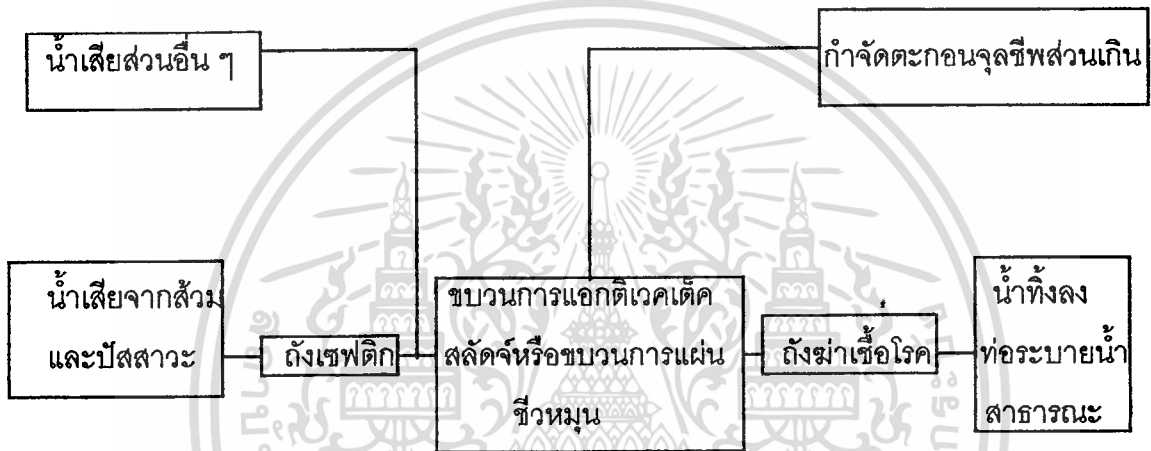 น้ำเสียส่วนอื่น ๆ
กำจัดตะกอนจุลชีพส่วนเกิน
น้ำเสียจากส้วม
และปัสสาวะ
ถังเซฟติก
ขบวนการแอกติเวคเต็ค
สลัดจ์หรือขบวนการแผ่น
ชีวหมุน
ถังฆ่าเชื้อโรค
น้ำทิ้งลง
ท่อระบายน้ำ
สาธารณะ